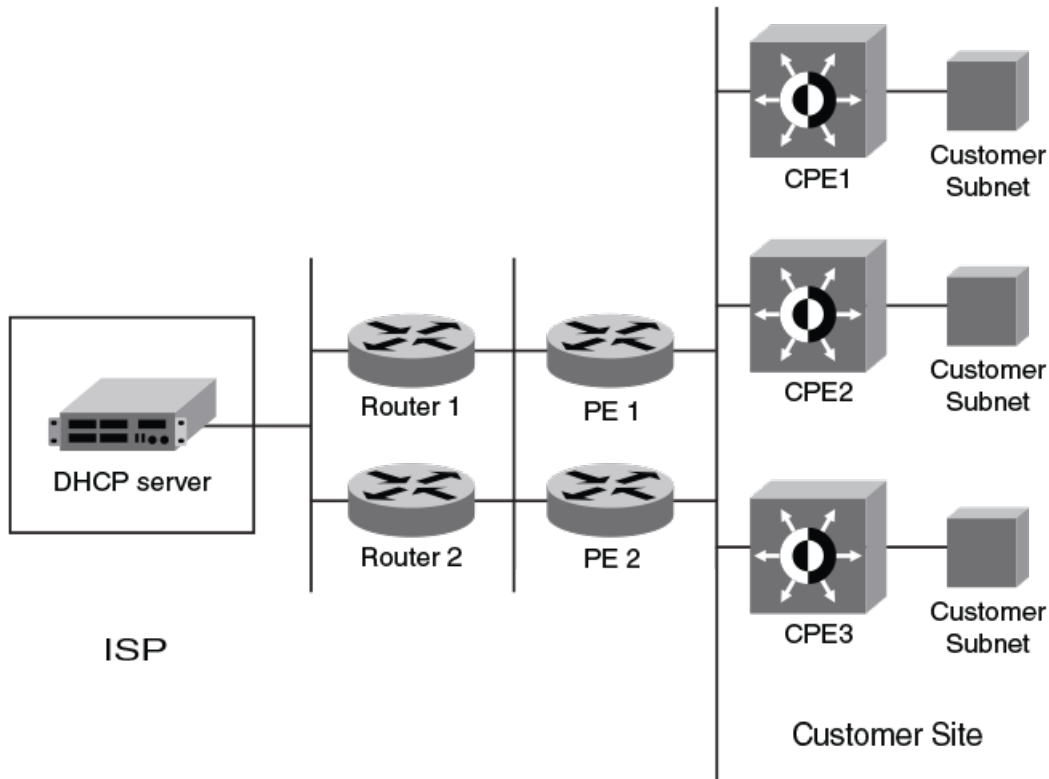 CPE1
Customer
Subnet
CPE2
Customer
Subnet
Router 1
PE 1
DHCP server
Router 2
PE 2
CPE3
Customer
Subnet
ISP
Customer Site